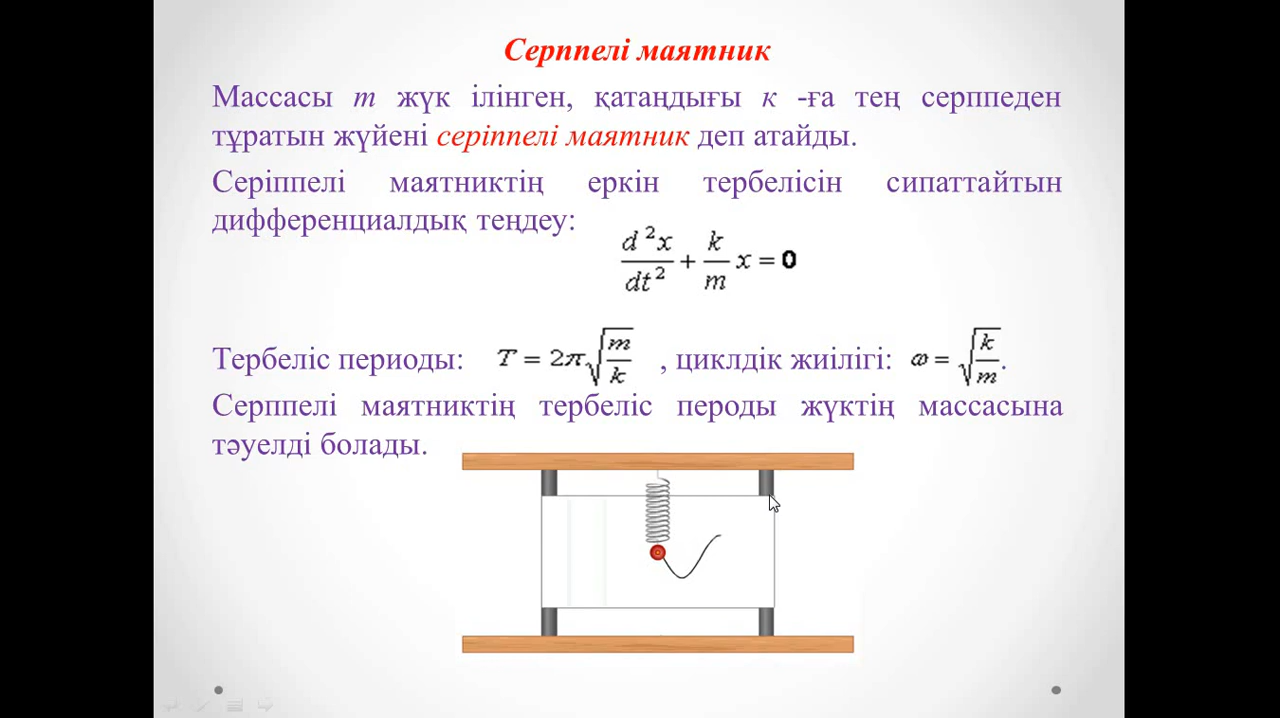 Серппелі маятник
Массасы m жүк ілінген, қатаңдығы к -ға тең серппеден
тұратын жүйені серіппелі маятник деп атайды.
Серіппелі маятниктің еркін тербелісін сипаттайтын
дифференциалдық теңдеу:
d²x/dt² + k/m x = 0
Тербеліс периоды: T = 2π√(m/k) , циклдік жиілігі: ω = √(k/m).
Серппелі маятниктің тербеліс пероды жүктің массасына
тәуелді болады.